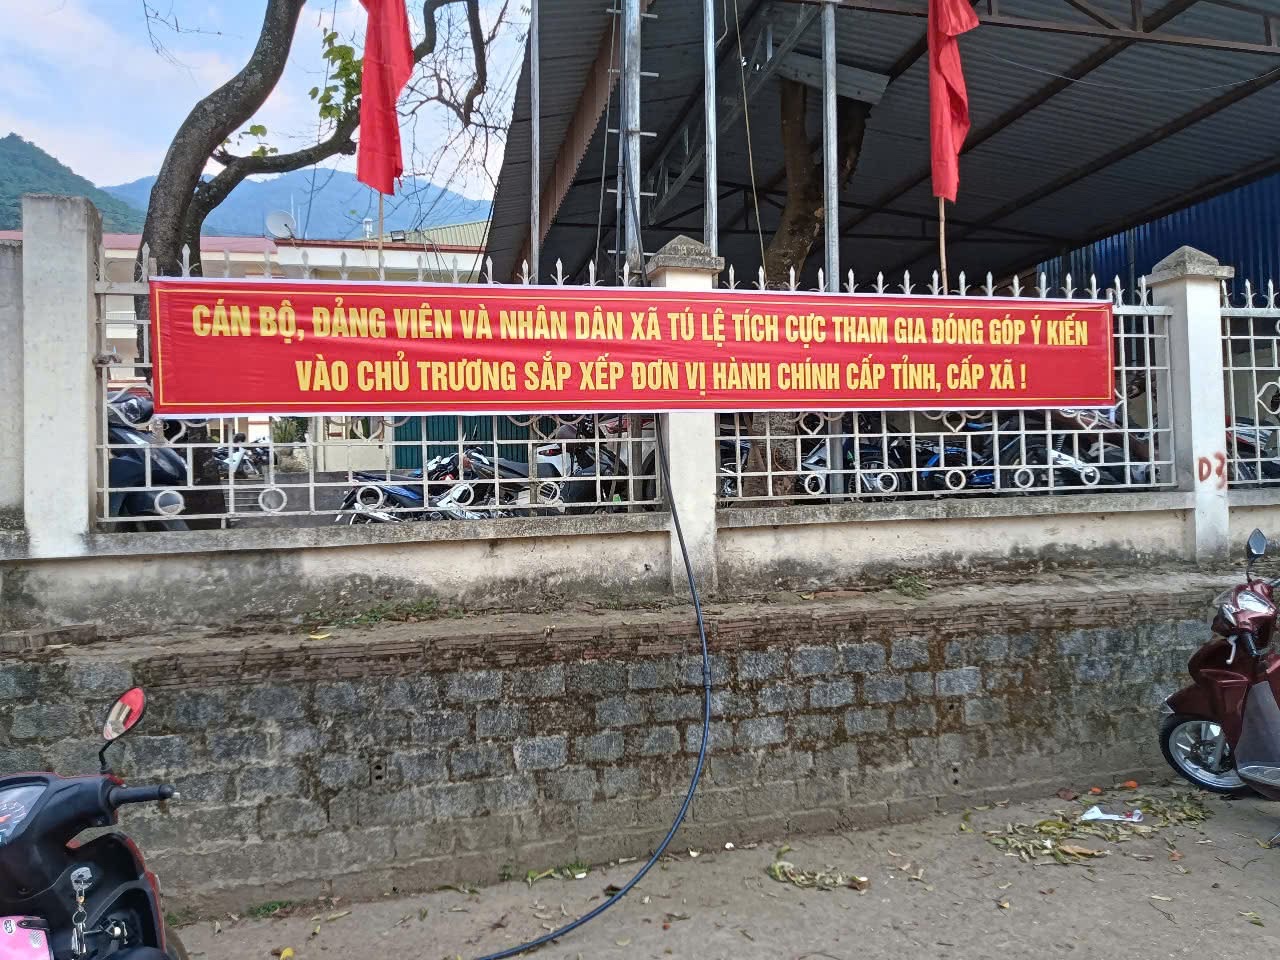 CÁN BỘ, ĐẢNG VIÊN VÀ NHÂN DÂN XÃ TÚ LỆ TÍCH CỰC THAM GIA ĐÓNG GÓP Ý KIẾN
VÀO CHỦ TRƯƠNG SẮP XẾP ĐƠN VỊ HÀNH CHÍNH CẤP TỈNH, CẤP XÃ !